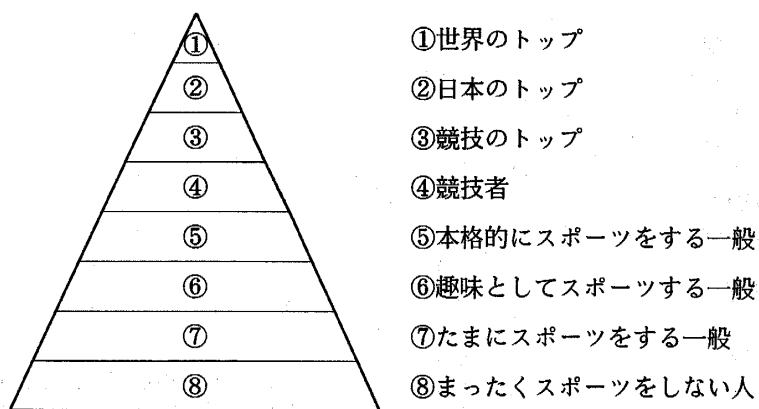 ①
②
③
④
⑤
⑥
⑦
⑧
①世界のトップ
②日本のトップ
③競技のトップ
④競技者
⑤本格的にスポーツをする一般
⑥趣味としてスポーツする一般
⑦たまにスポーツをする一般
⑧まったくスポーツをしない人